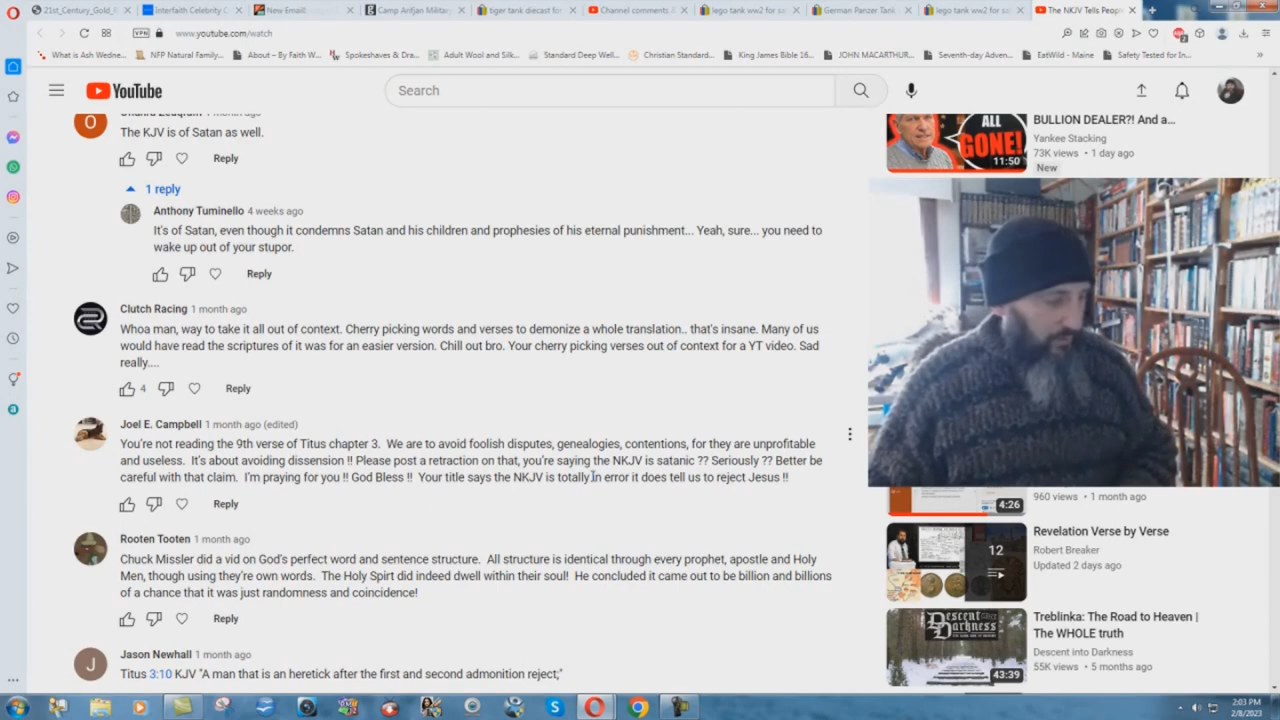 21st_Century_Gold_R
Interfaith Celebrity C
New Email!
Camp Arifjan Military
tiger tank diecast for
Channel comments &
lego tank ww2 for sa
German Panzer Tank
lego tank ww2 for sa
The NKJV Tells Peopl
VPN
www.youtube.com/watch
2
What is Ash Wedne...
NFP Natural Family...
About – By Faith W...
Spokeshaves & Dra...
Adult Wool and Silk...
Standard Deep Well...
Christian Standard...
King James Bible 16...
JOHN MACARTHUR...
Seventh-day Adven...
EatWild - Maine
Safety Tested for In...
YouTube
Search
O
1 month ago
The KJV is of Satan as well.
Reply
1 reply
Anthony Tuminello 4 weeks ago
It's of Satan, even though it condemns Satan and his children and prophesies of his eternal punishment... Yeah, sure... you need to
wake up out of your stupor.
Reply
Clutch Racing 1 month ago
Whoa man, way to take it all out of context. Cherry picking words and verses to demonize a whole translation.. that's insane. Many of us
would have read the scriptures of it was for an easier version. Chill out bro. Your cherry picking verses out of context for a YT video. Sad
really....
4
Reply
Joel E. Campbell 1 month ago (edited)
You're not reading the 9th verse of Titus chapter 3. We are to avoid foolish disputes, genealogies, contentions, for they are unprofitable
and useless. It's about avoiding dissension !! Please post a retraction on that, you're saying the NKJV is satanic ?? Seriously ?? Better be
careful with that claim. I'm praying for you !! God Bless !! Your title says the NKJV is totally in error it does tell us to reject Jesus !!
Reply
Rooten Tooten 1 month ago
Chuck Missler did a vid on God's perfect word and sentence structure. All structure is identical through every prophet, apostle and Holy
Men, though using they're own words. The Holy Spirt did indeed dwell within their soul! He concluded it came out to be billion and billions
of a chance that it was just randomness and coincidence!
Reply
J
Jason Newhall 1 month ago
Titus 3:10 KJV "A man that is an heretick after the first and second admonition reject;"
ALL
GONE!
11:50
BULLION DEALER?! And a...
Yankee Stacking
73K views • 1 day ago
New
4:26
960 views • 1 month ago
12
Revelation Verse by Verse
Robert Breaker
Updated 2 days ago
DESCENT INTO
DARKNESS
43:39
Treblinka: The Road to Heaven |
The WHOLE truth
Descent into Darkness
55K views • 5 months ago
2:03 PM
2/8/2023